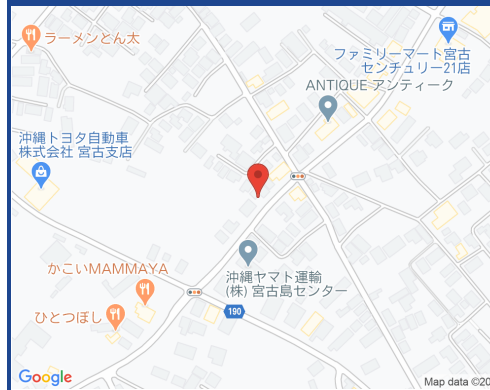 ラーメンとん太
ファミリーマート宮古
センチュリー21店
ANTIQUE アンティーク
沖縄トヨタ自動車
株式会社 宮古支店
沖縄ヤマト運輸
(株) 宮古島センター
かこいMAMMAYA
ひとつぼし
190
Google
Map data ©20